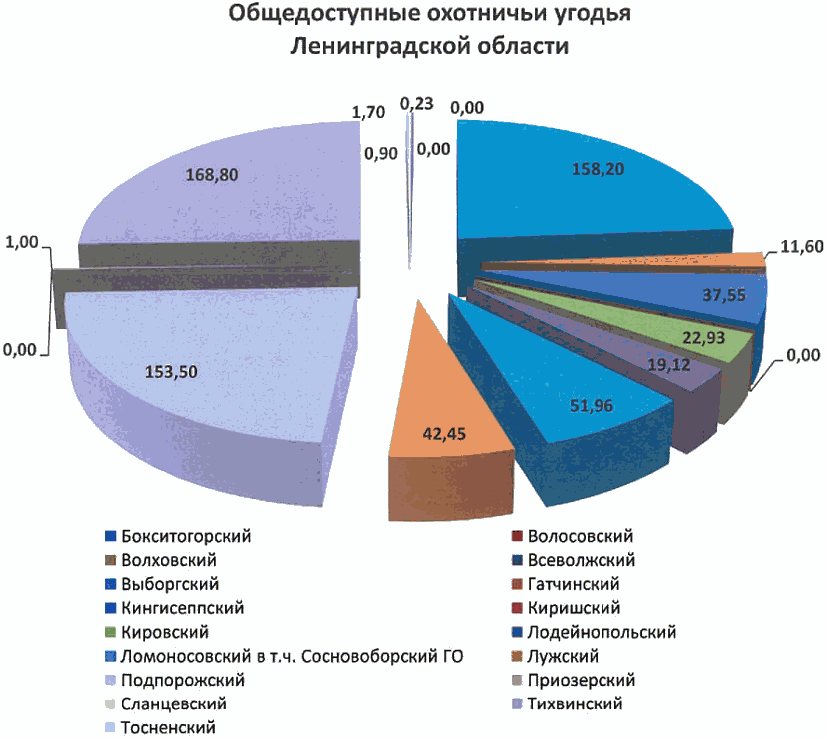 Общедоступные охотничьи угодья
Ленинградской области
1,70 0,23 0,00
0,90 0,00
168,80 158,20
1,00 11,60
37,55
22,93
0,00 0,00
153,50 19,12
51,96
42,45
Бокситогорский Волосовский
Волховский Всеволжский
Выборгский Гатчинский
Кингисеппский Киришский
Кировский Лодейнопольский
Ломоносовский в т.ч. Сосновоборский ГО Лужский
Подпорожский Приозерский
Сланцевский Тихвинский
Тосненский